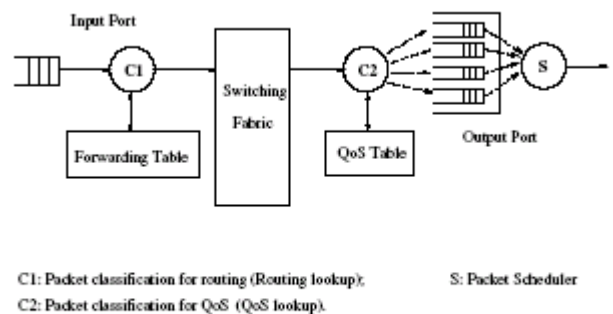 Input Port
C1
Switching
Fabric
C2
S
Forwarding Table
QoS Table
Output Port
C1: Packet classification for routing (Routing lookup);
S: Packet Scheduler
C2: Packet classification for QoS (QoS lookup).